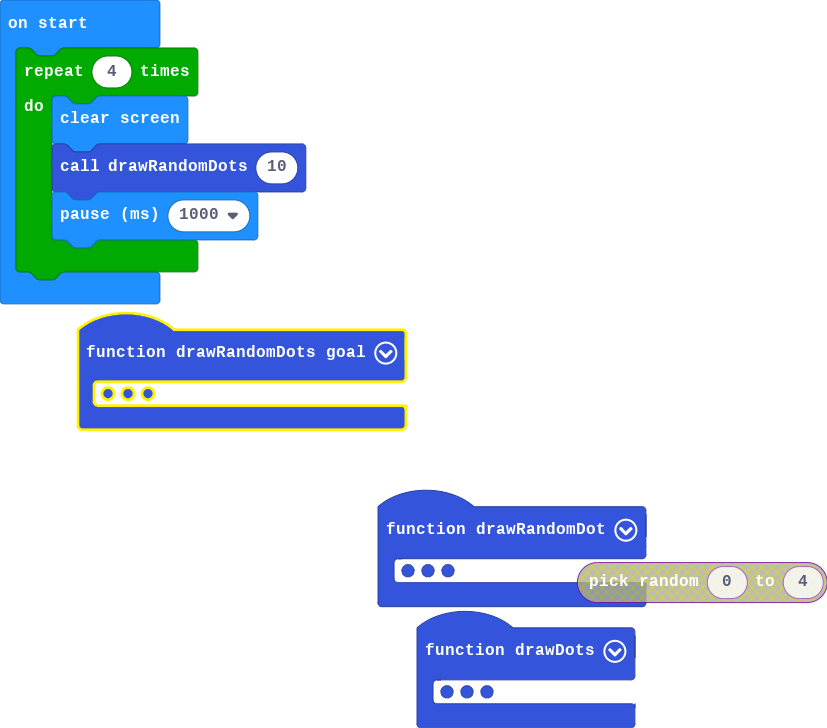 on start
repeat 4 times
do
clear screen
call drawRandomDots 10
pause (ms) 1000
function drawRandomDots goal
function drawRandomDot
pick random 0 to 4
function drawDots